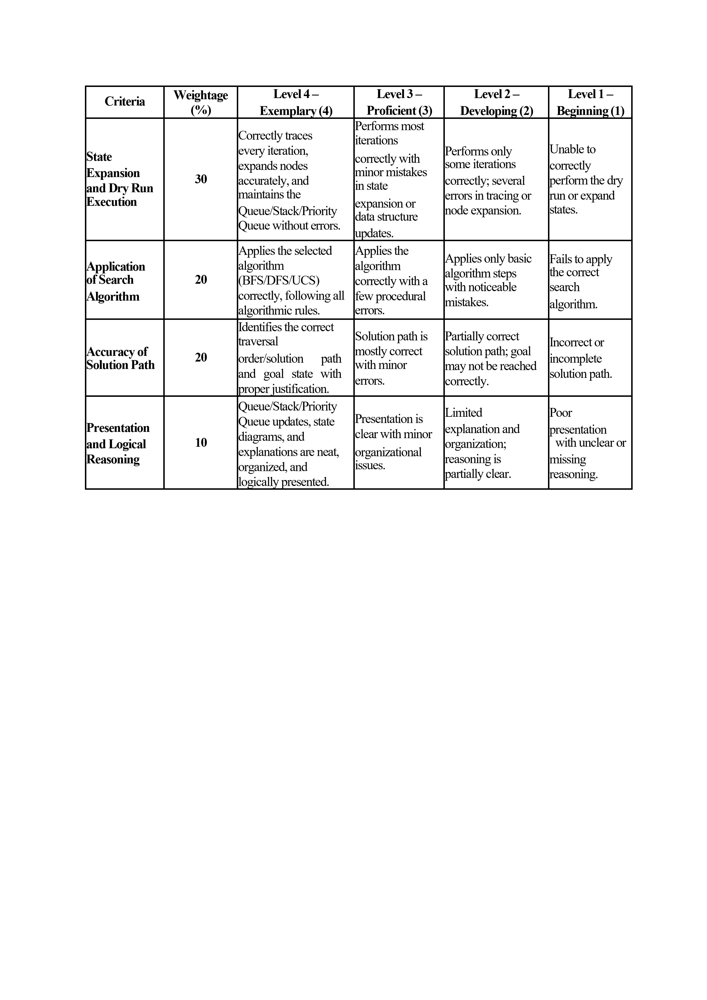 Criteria
Weightage
(%)
Level 4 –
Exemplary (4)
Level 3 –
Proficient (3)
Level 2 –
Developing (2)
Level 1 –
Beginning (1)
State
Expansion
and Dry Run
Execution
30
Correctly traces
every iteration,
expands nodes
accurately, and
maintains the
Queue/Stack/Priority
Queue without errors.
Performs most
iterations
correctly with
minor mistakes
in state
expansion or
data structure
updates.
Performs only
some iterations
correctly; several
errors in tracing or
node expansion.
Unable to
correctly
perform the dry
run or expand
states.
Application
of Search
Algorithm
20
Applies the selected
algorithm
(BFS/DFS/UCS)
correctly, following all
algorithmic rules.
Applies the
algorithm
correctly with a
few procedural
errors.
Applies only basic
algorithm steps
with noticeable
mistakes.
Fails to apply
the correct
search
algorithm.
Accuracy of
Solution Path
20
Identifies the correct
traversal
order/solution path
and goal state with
proper justification.
Solution path is
mostly correct
with minor
errors.
Partially correct
solution path; goal
may not be reached
correctly.
Incorrect or
incomplete
solution path.
Presentation
and Logical
Reasoning
10
Queue/Stack/Priority
Queue updates, state
diagrams, and
explanations are neat,
organized, and
logically presented.
Presentation is
clear with minor
organizational
issues.
Limited
explanation and
organization;
reasoning is
partially clear.
Poor
presentation
with unclear or
missing
reasoning.